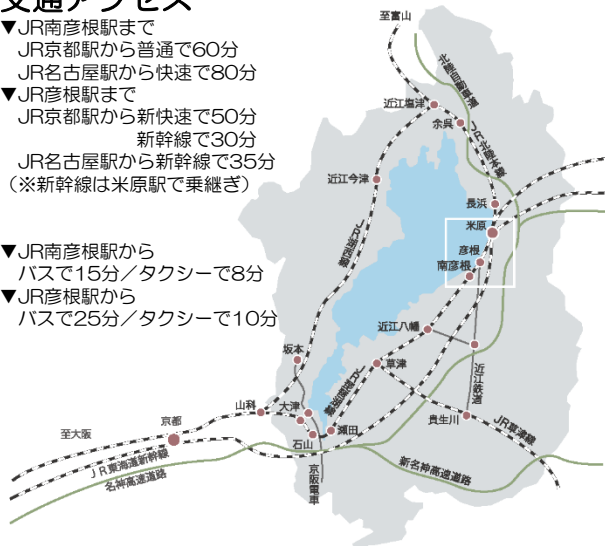 交通アクセス
▼JR南彦根駅まで
JR京都駅から普通で60分
JR名古屋駅から快速で80分
▼JR彦根駅まで
JR京都駅から新快速で50分
新幹線で30分
JR名古屋駅から新幹線で35分
(※新幹線は米原駅で乗継ぎ)
▼JR南彦根駅から
バスで15分/タクシーで8分
▼JR彦根駅から
バスで25分/タクシーで10分
至富山
北陸自動車道
近江塩津
余呉
JR北陸本線
近江今津
長浜
米原
JR湖西線
彦根
南彦根
近江八幡
坂本
草津
JR琵琶湖線
近江鉄道
山科
大津
京都
瀬田
貴生川
JR草津線
至大阪
石山
JR東海道新幹線
名神高速道路
京阪電車
新名神高速道路